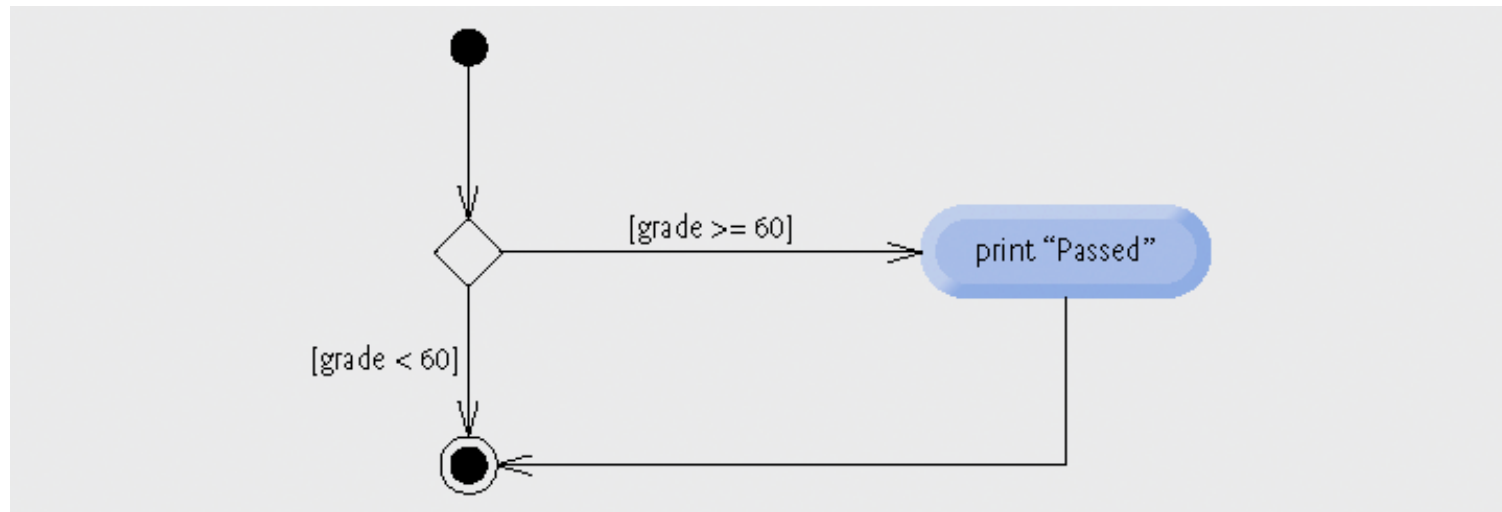 [grade >= 60]
print “Passed”
[grade < 60]